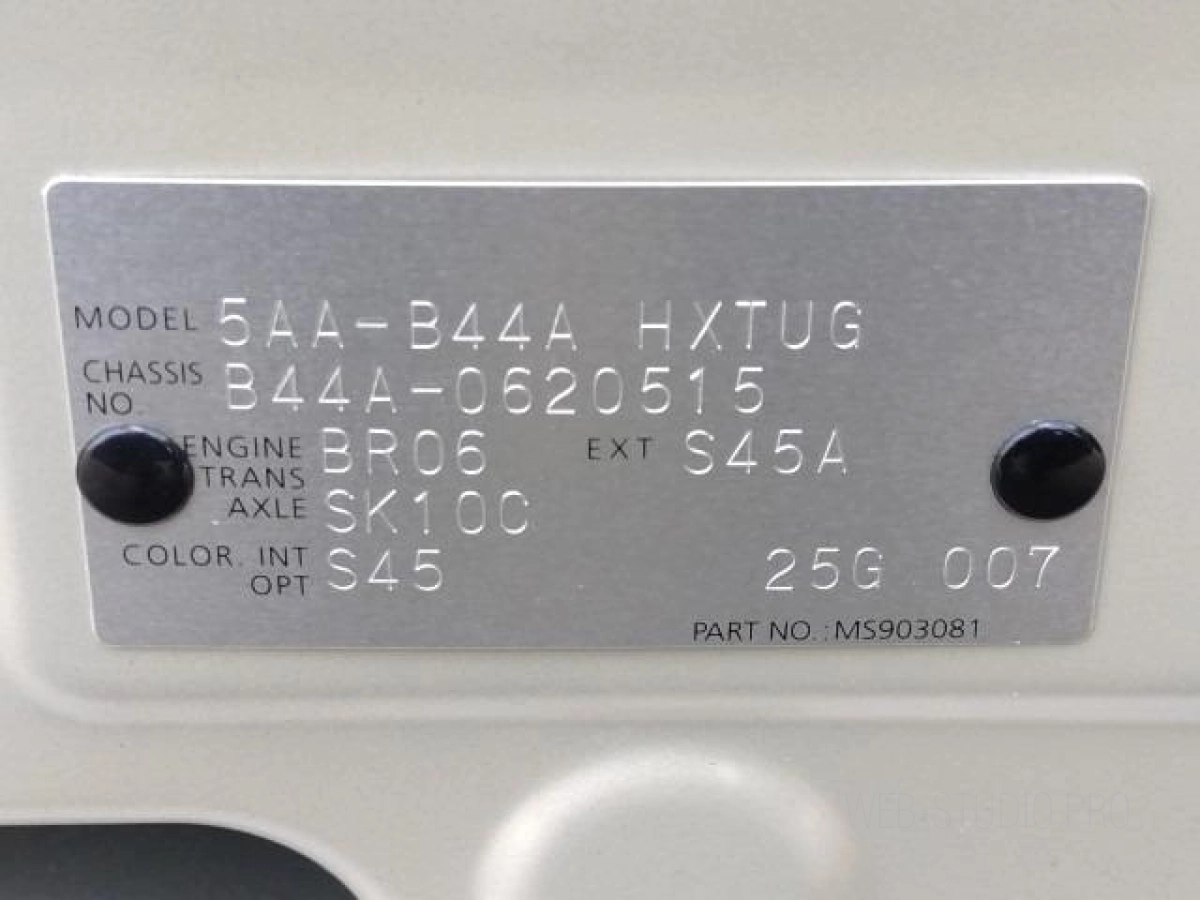 MODEL 5AA-B44A HXTUG
CHASSIS NO. B44A-0620515
ENGINE BR06 EXT S45A
TRANS AXLE SK10C
COLOR. INT OPT S45 25G 007
PART NO.:MS903081